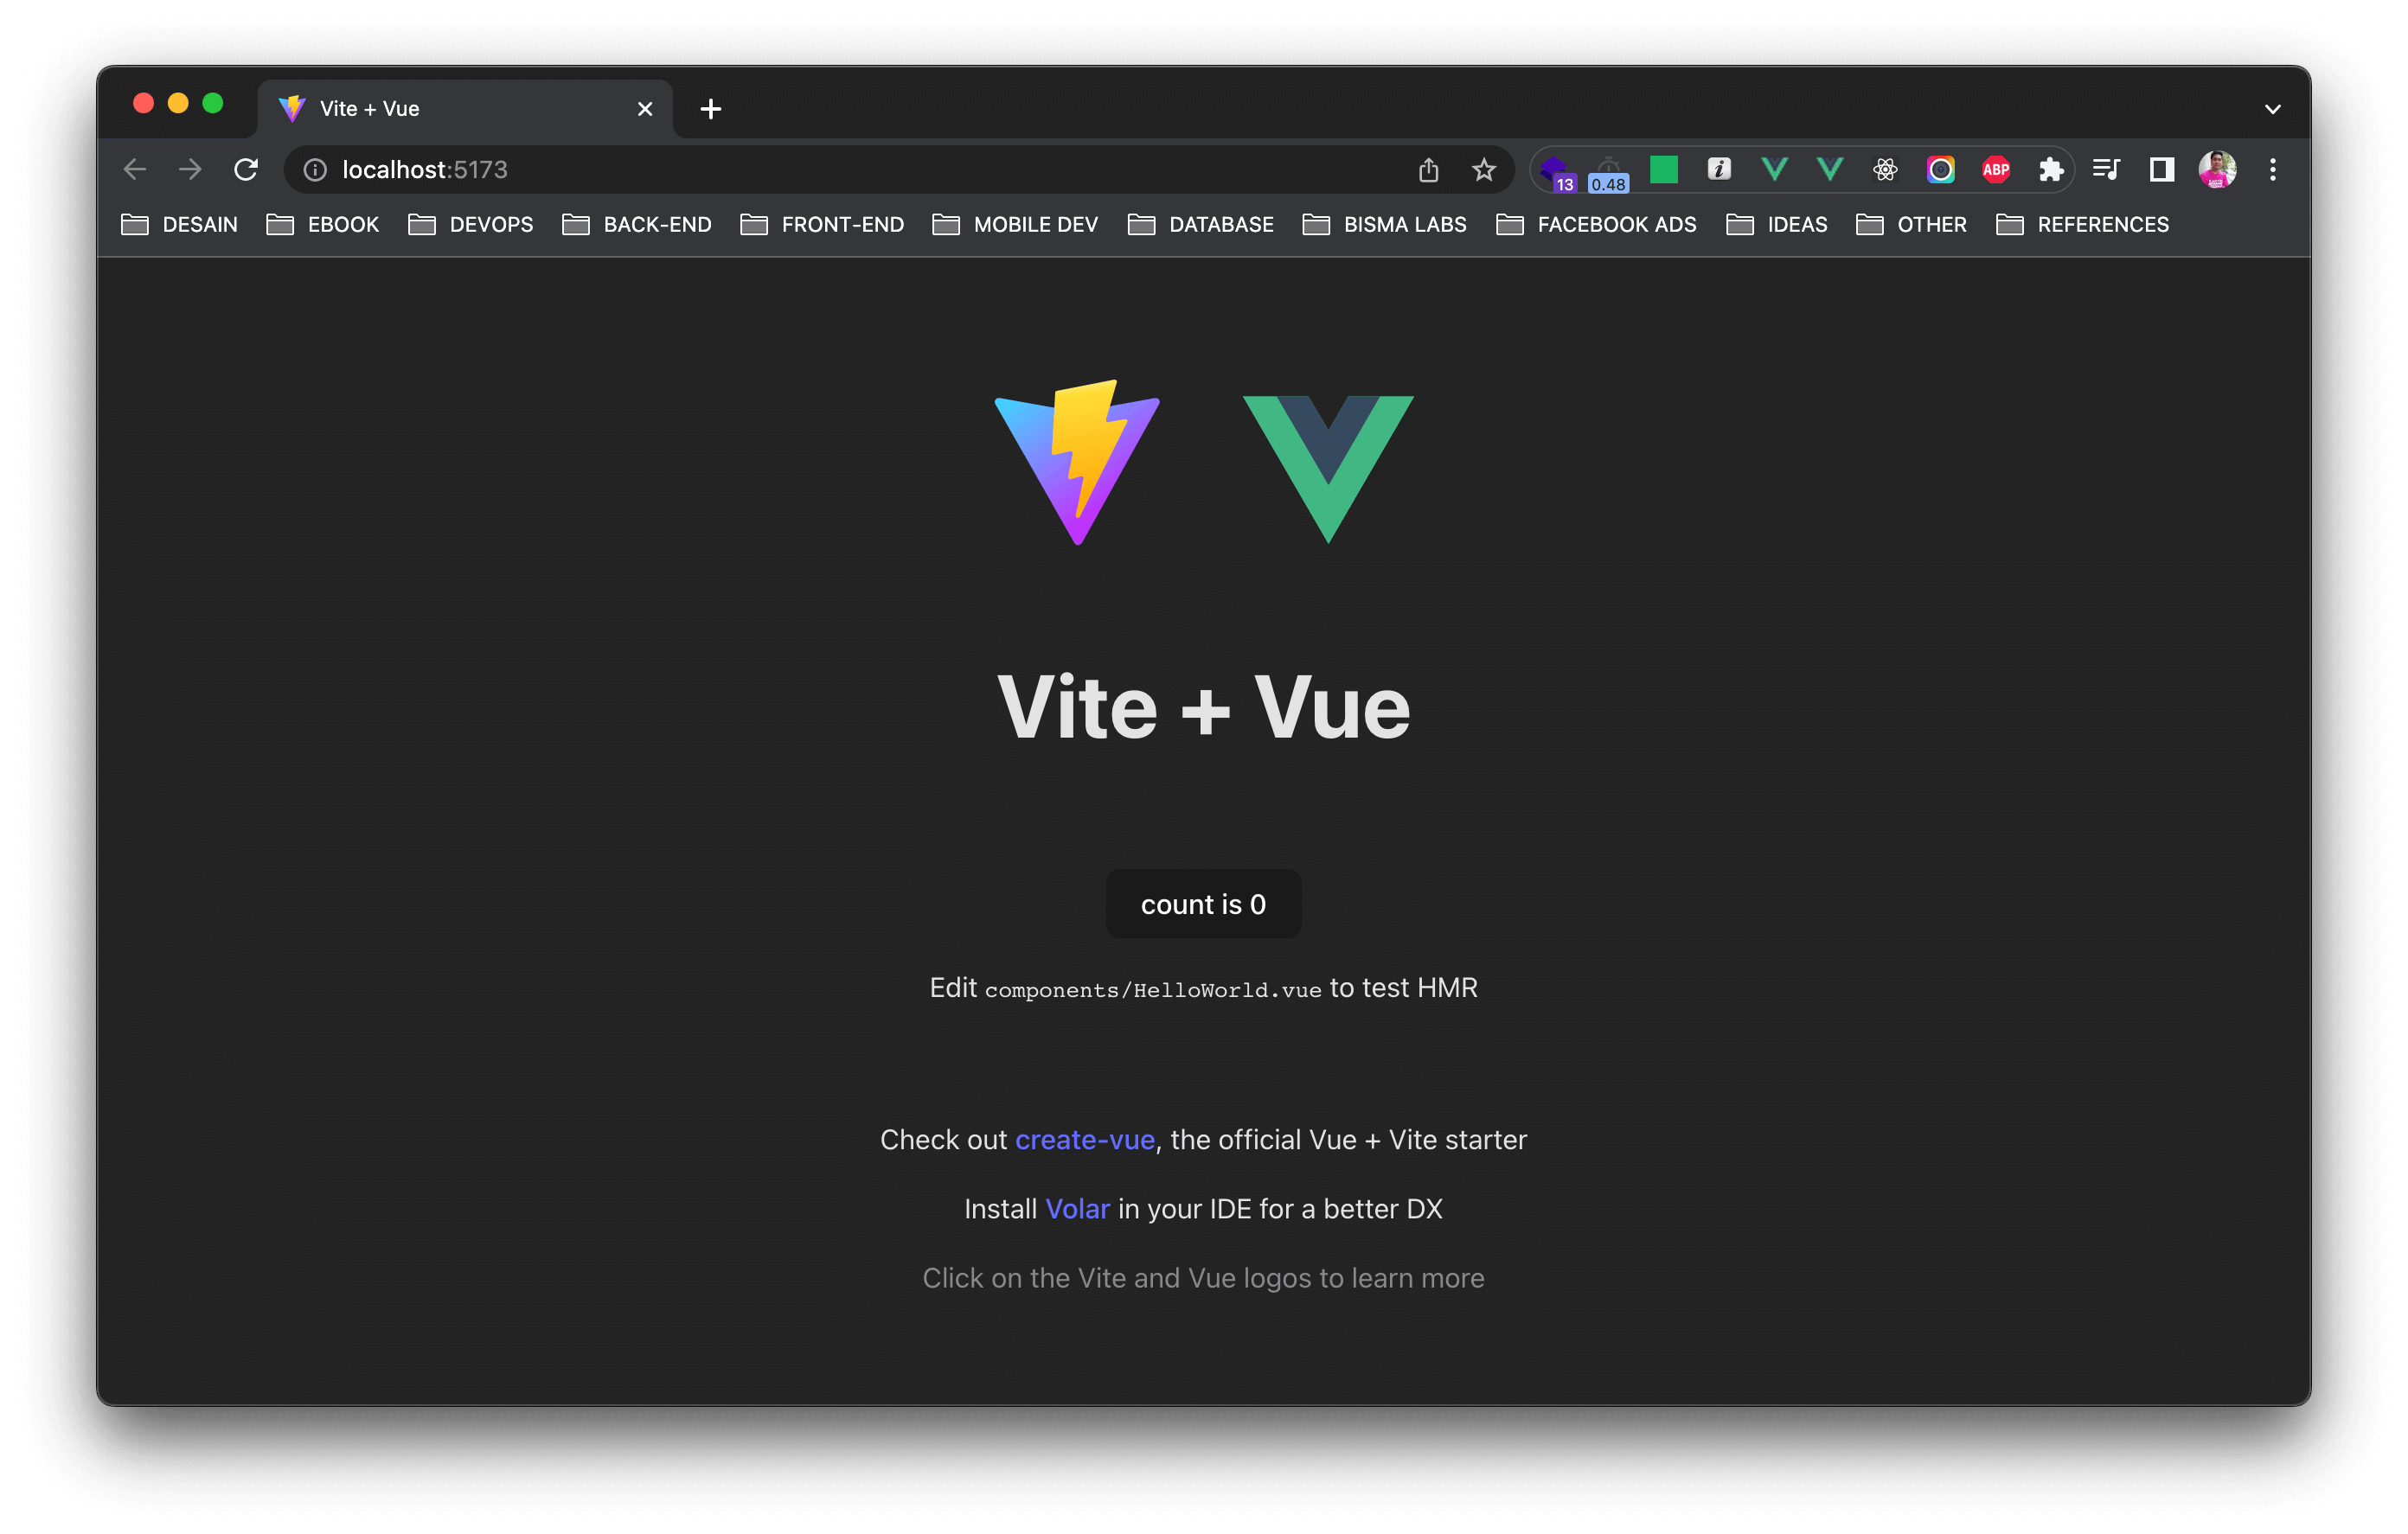 Vite + Vue
localhost:5173
13
0.48
i
ABP
DESAIN EBOOK DEVOPS BACK-END FRONT-END MOBILE DEV DATABASE BISMA LABS FACEBOOK ADS IDEAS OTHER REFERENCES
Vite + Vue
count is 0
Edit components/HelloWorld.vue to test HMR
Check out create-vue, the official Vue + Vite starter
Install Volar in your IDE for a better DX
Click on the Vite and Vue logos to learn more